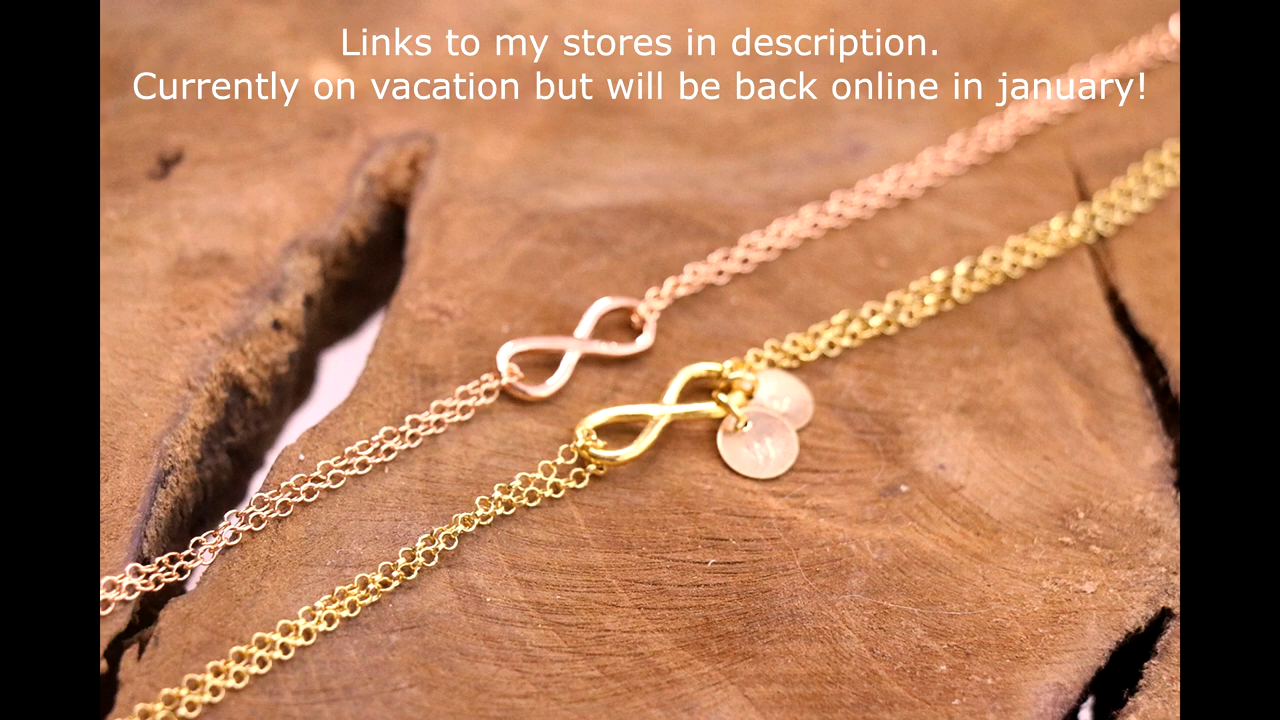 Links to my stores in description.
Currently on vacation but will be back online in january!